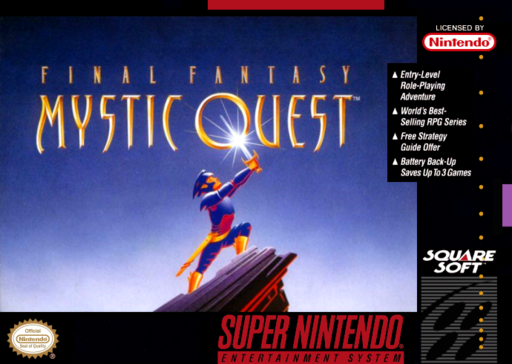 LICENSED BY
Nintendo®
FINAL FANTASY
MYSTIC QUEST™
▲ Entry-Level
Role-Playing
Adventure
▲ World's Best-
Selling RPG Series
▲ Free Strategy
Guide Offer
▲ Battery Back-Up
Saves Up To 3 Games
SQUARE
SOFT™
Official
Nintendo
Seal of Quality
SUPER NINTENDO®
ENTERTAINMENT SYSTEM